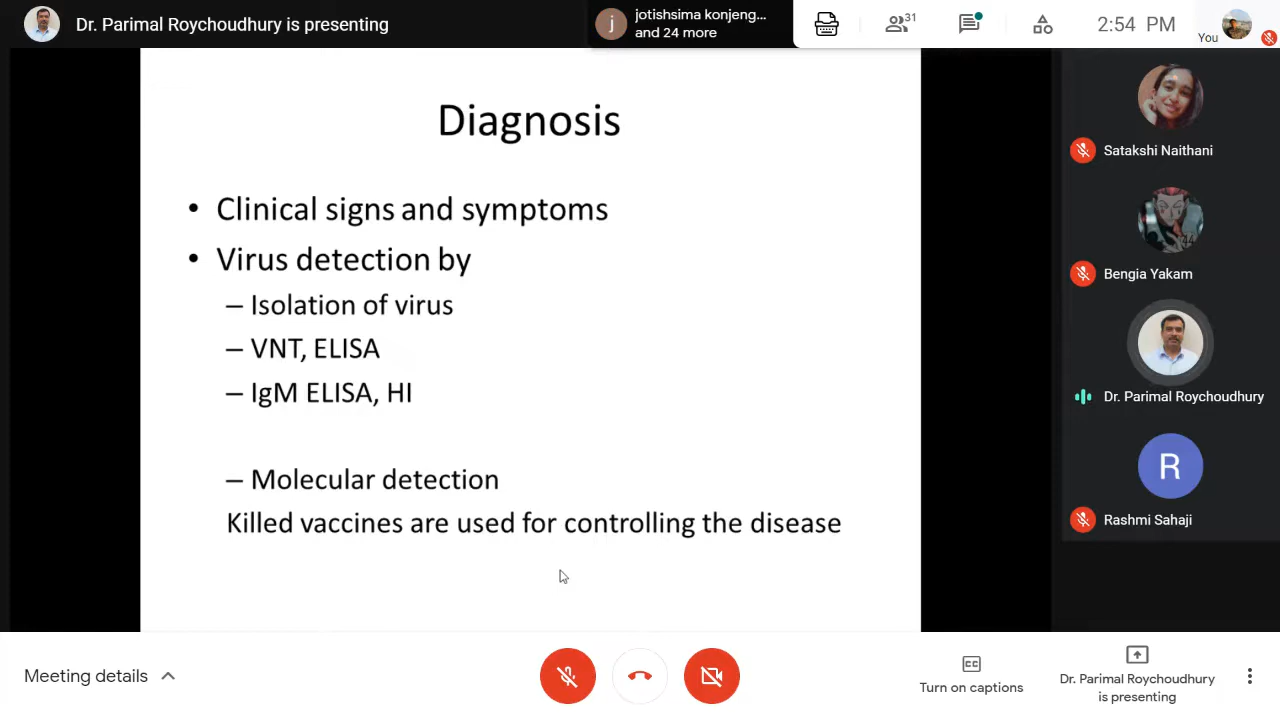 Dr. Parimal Roychoudhury is presenting
jotishsima konjeng...
and 24 more
j
31
2:54 PM
You
Diagnosis
• Clinical signs and symptoms
• Virus detection by
– Isolation of virus
– VNT, ELISA
– IgM ELISA, HI
– Molecular detection
Killed vaccines are used for controlling the disease
Satakshi Naithani
Bengia Yakam
Dr. Parimal Roychoudhury
R
Rashmi Sahaji
Meeting details
CC
Turn on captions
Dr. Parimal Roychoudhury
is presenting